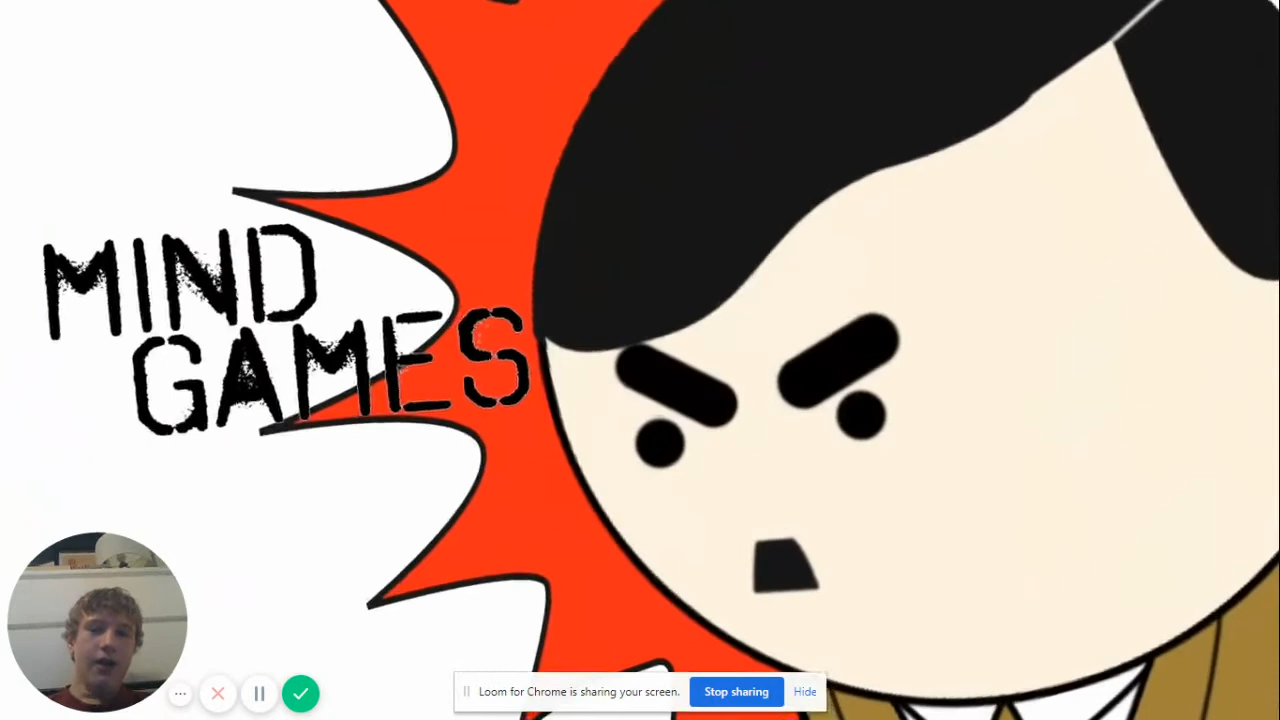 MIND
GAMES
Loom for Chrome is sharing your screen.
Stop sharing
Hide